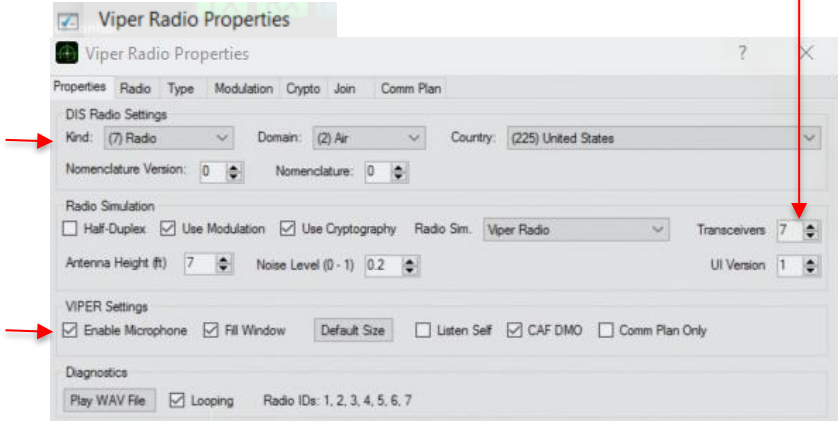 Viper Radio Properties
Viper Radio Properties ?
Properties Radio Type Modulation Crypto Join Comm Plan
DIS Radio Settings
Kind: (7) Radio Domain: (2) Air Country: (225) United States
Nomenclature Version: 0 Nomenclature: 0
Radio Simulation
Half-Duplex Use Modulation Use Cryptography Radio Sim. Viper Radio Transceivers 7
Antenna Height (ft) 7 Noise Level (0 - 1) 0.2 UI Version 1
VIPER Settings
Enable Microphone Fill Window Default Size Listen Self CAF DMO Comm Plan Only
Diagnostics
Play WAV File Looping Radio IDs: 1, 2, 3, 4, 5, 6, 7